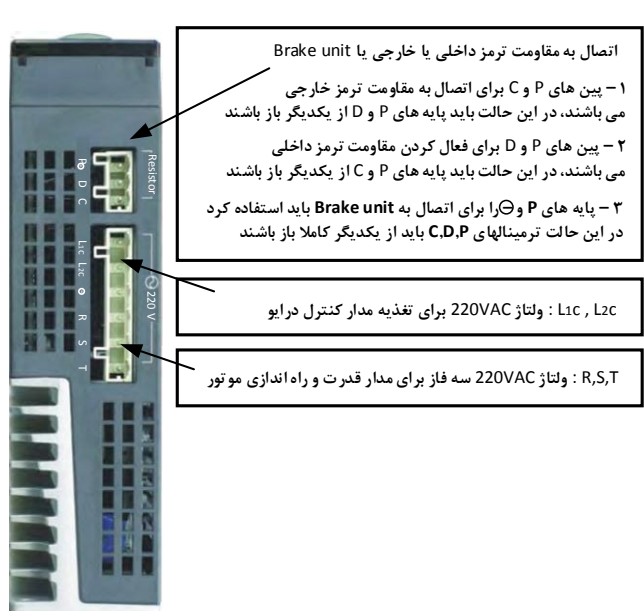 اتصال به مقاومت ترمز داخلی یا خارجی یا Brake unit
۱ – پین های P و C برای اتصال به مقاومت ترمز خارجی
می باشند، در این حالت باید پایه های P و D از یکدیگر باز باشند
۲ – پین های P و D برای فعال کردن مقاومت ترمز داخلی
می باشند، در این حالت باید پایه های P و C از یکدیگر باز باشند
۳ – پایه های P و ⊖ را برای اتصال به Brake unit باید استفاده کرد
در این حالت ترمینالهای C,D,P باید از یکدیگر کاملا باز باشند
L1C , L2C : ولتاژ 220VAC برای تغذیه مدار کنترل درایو
R,S,T : ولتاژ 220VAC سه فاز برای مدار قدرت و راه اندازی موتور
Resistor
D C
220 V
L1C L2C ⊖ R S T